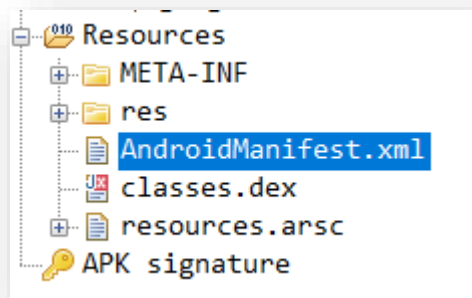 Resources
META-INF
res
AndroidManifest.xml
classes.dex
resources.arsc
APK signature